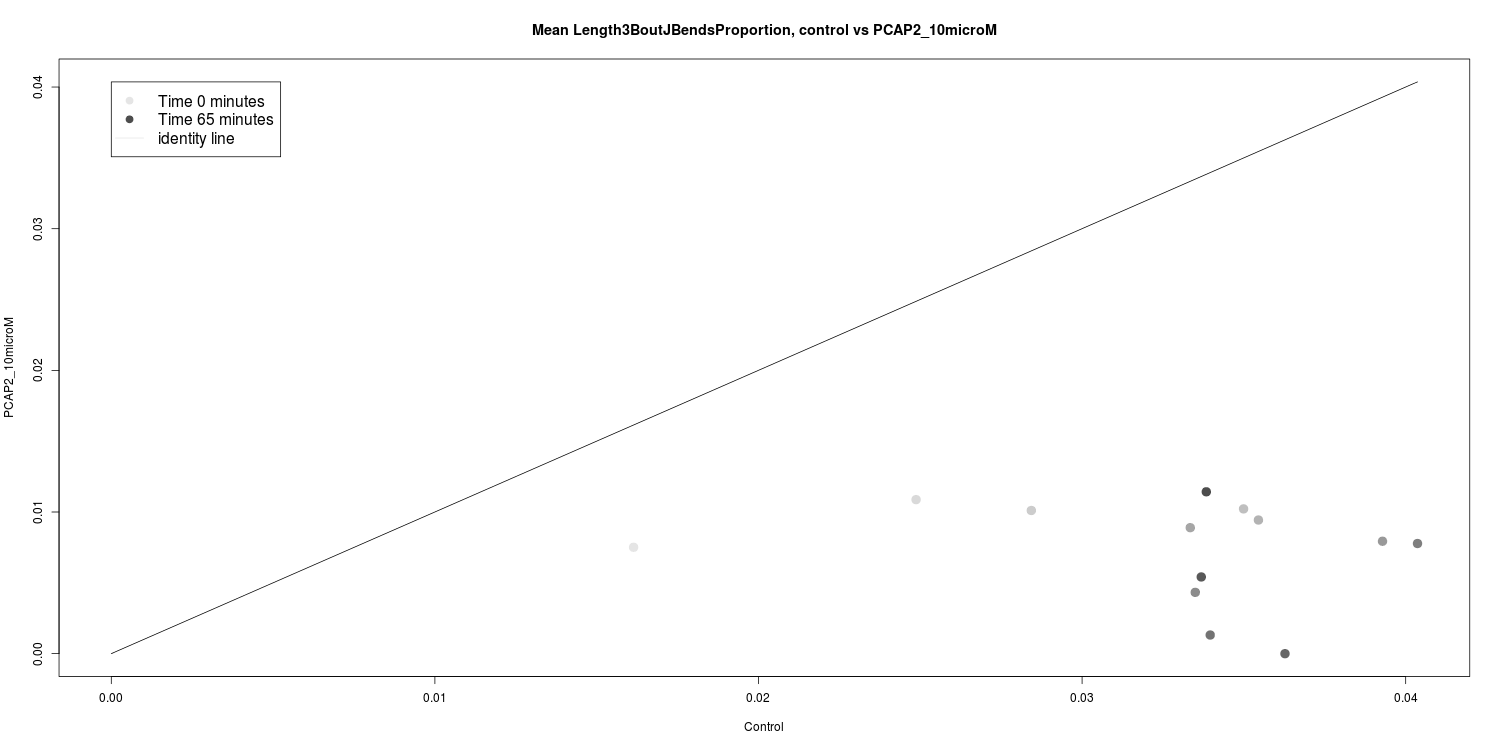 Mean Length3BoutJBendsProportion, control vs PCAP2_10microM
Time 0 minutes
Time 65 minutes
identity line
PCAP2_10microM
0.04
0.03
0.02
0.01
0.00
0.00 0.01 0.02 0.03 0.04
Control